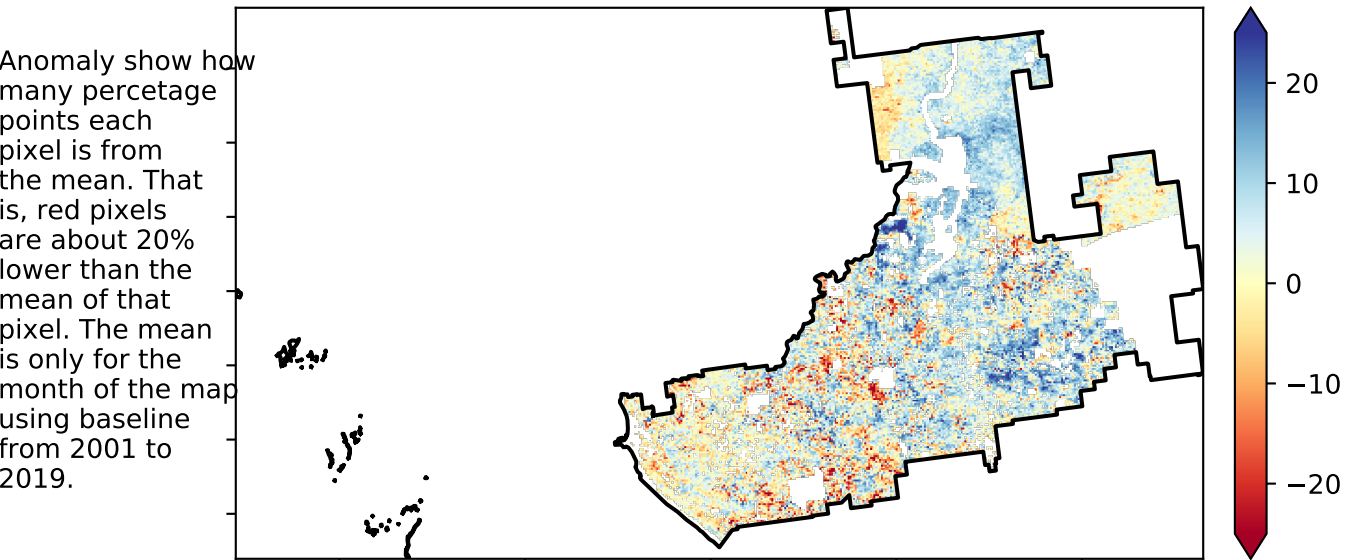 Anomaly show how
many percetage
points each
pixel is from
the mean. That
is, red pixels
are about 20%
lower than the
mean of that
pixel. The mean
is only for the
month of the map
using baseline
from 2001 to
2019.
20
10
0
−10
−20